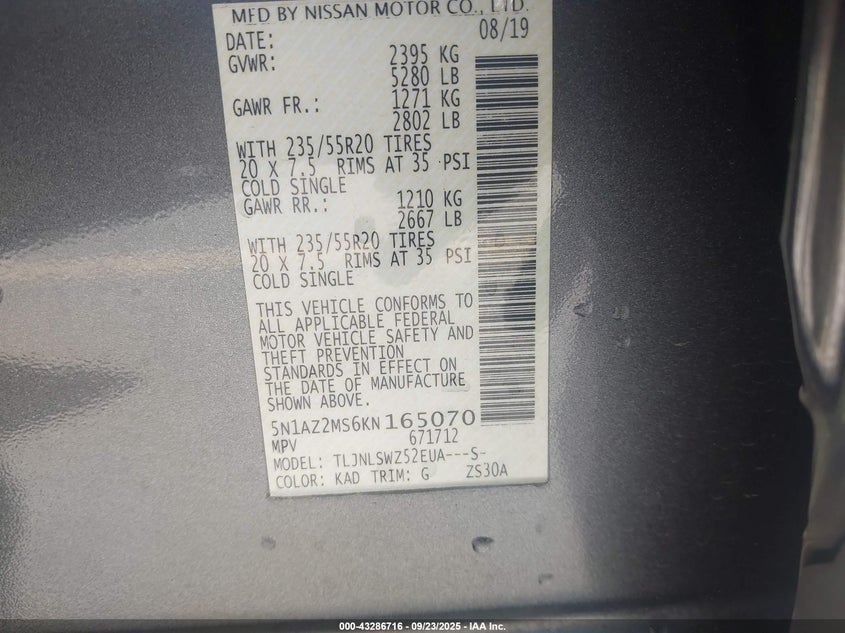 MFD BY NISSAN MOTOR CO., LTD.
DATE: 08/19
GVWR: 2395 KG
5280 LB
GAWR FR.: 1271 KG
2802 LB
WITH 235/55R20 TIRES
20 X 7.5 RIMS AT 35 PSI
COLD SINGLE
GAWR RR.: 1210 KG
2667 LB
WITH 235/55R20 TIRES
20 X 7.5 RIMS AT 35 PSI
COLD SINGLE
THIS VEHICLE CONFORMS TO
ALL APPLICABLE FEDERAL
MOTOR VEHICLE SAFETY AND
THEFT PREVENTION
STANDARDS IN EFFECT ON
THE DATE OF MANUFACTURE
SHOWN ABOVE.
5N1AZ2MS6KN165070
MPV 671712
MODEL: TLJNLSWZ52EUA---S-
COLOR: KAD TRIM: G ZS30A
000-43286716 - 09/23/2025 - IAA Inc.